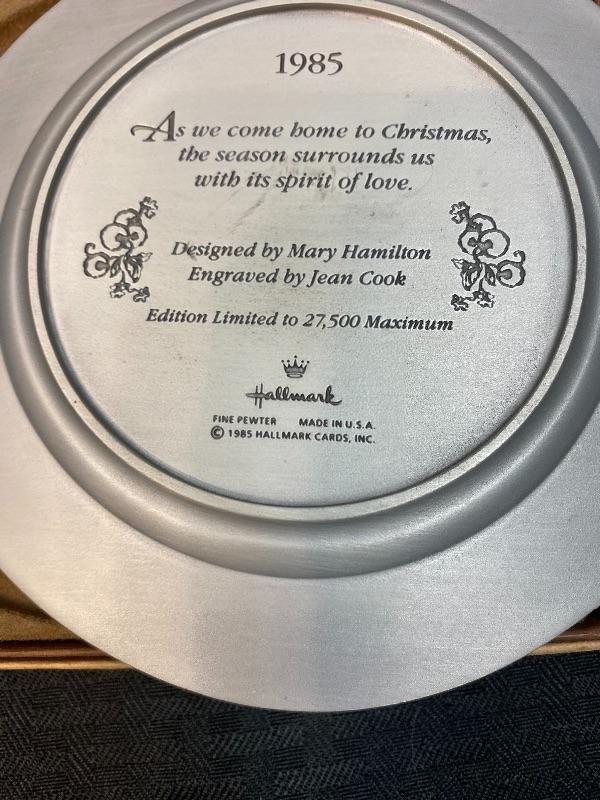 1985
As we come home to Christmas,
the season surrounds us
with its spirit of love.
Designed by Mary Hamilton
Engraved by Jean Cook
Edition Limited to 27,500 Maximum
Hallmark
FINE PEWTER MADE IN U.S.A.
© 1985 HALLMARK CARDS, INC.